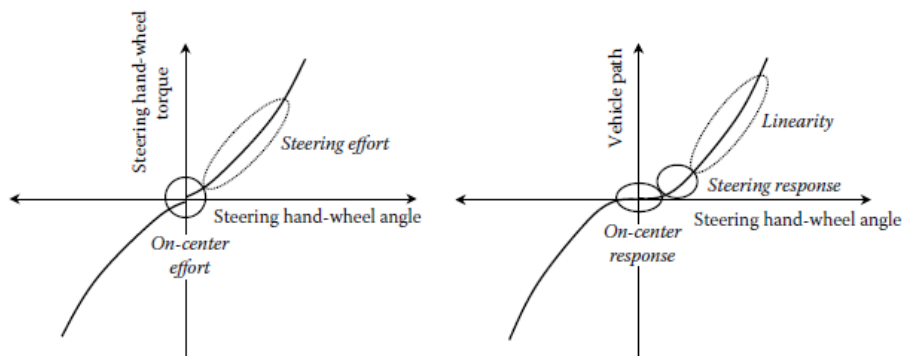 Steering hand-wheel
torque
Steering effort
Steering hand-wheel angle
On-center
effort
Vehicle path
Linearity
Steering response
Steering hand-wheel angle
On-center
response